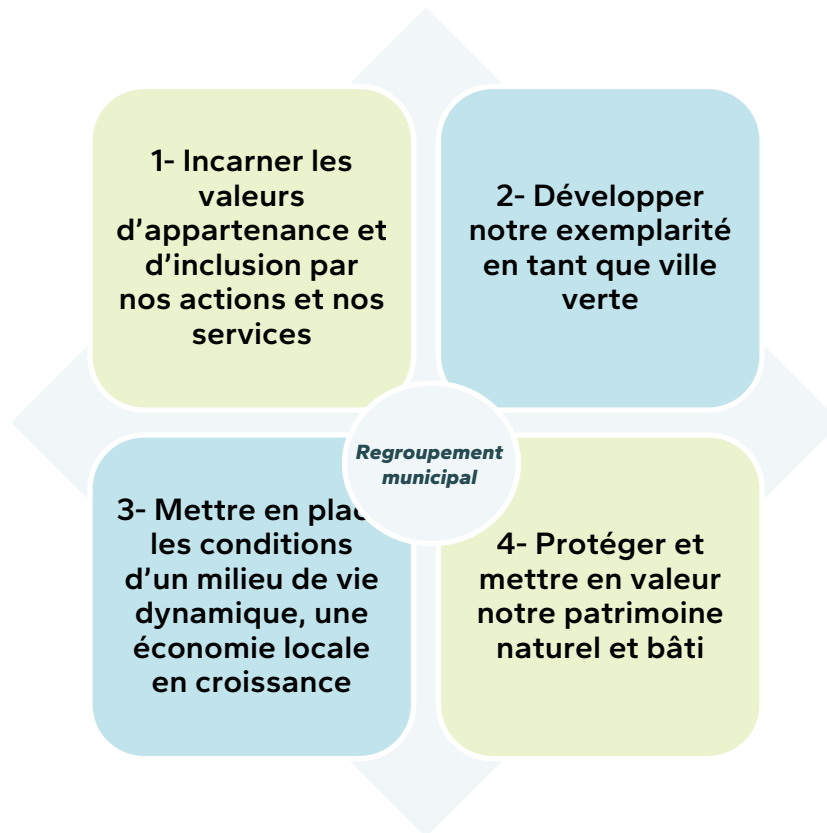 1- Incarner les
valeurs
d'appartenance et
d'inclusion par
nos actions et nos
services
2- Développer
notre exemplarité
en tant que ville
verte
Regroupement
municipal
3- Mettre en plac
les conditions
d'un milieu de vie
dynamique, une
économie locale
en croissance
4- Protéger et
mettre en valeur
notre patrimoine
naturel et bâti